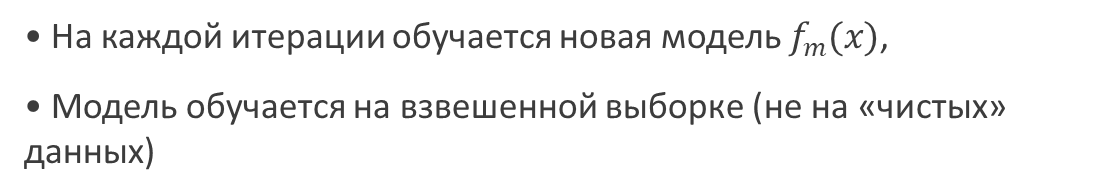 • На каждой итерации обучается новая модель 𝑓ₘ(𝑥),
• Модель обучается на взвешенной выборке (не на «чистых»
данных)